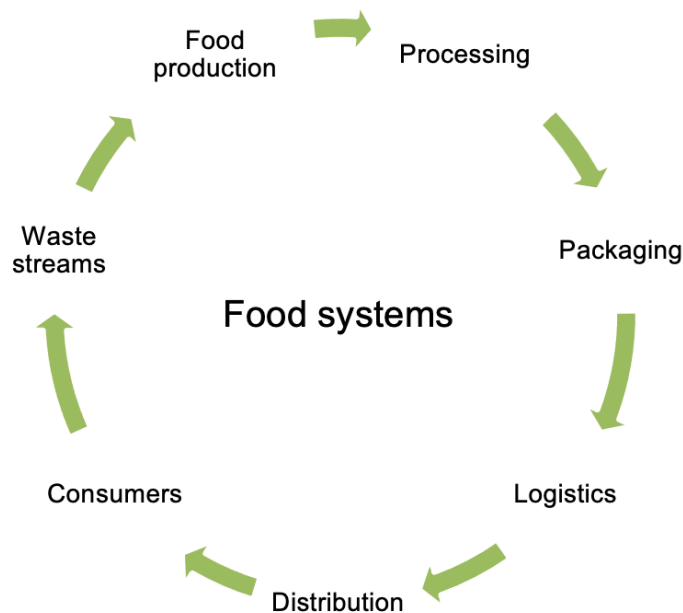 Food
production
Processing
Packaging
Logistics
Distribution
Consumers
Waste
streams
Food systems